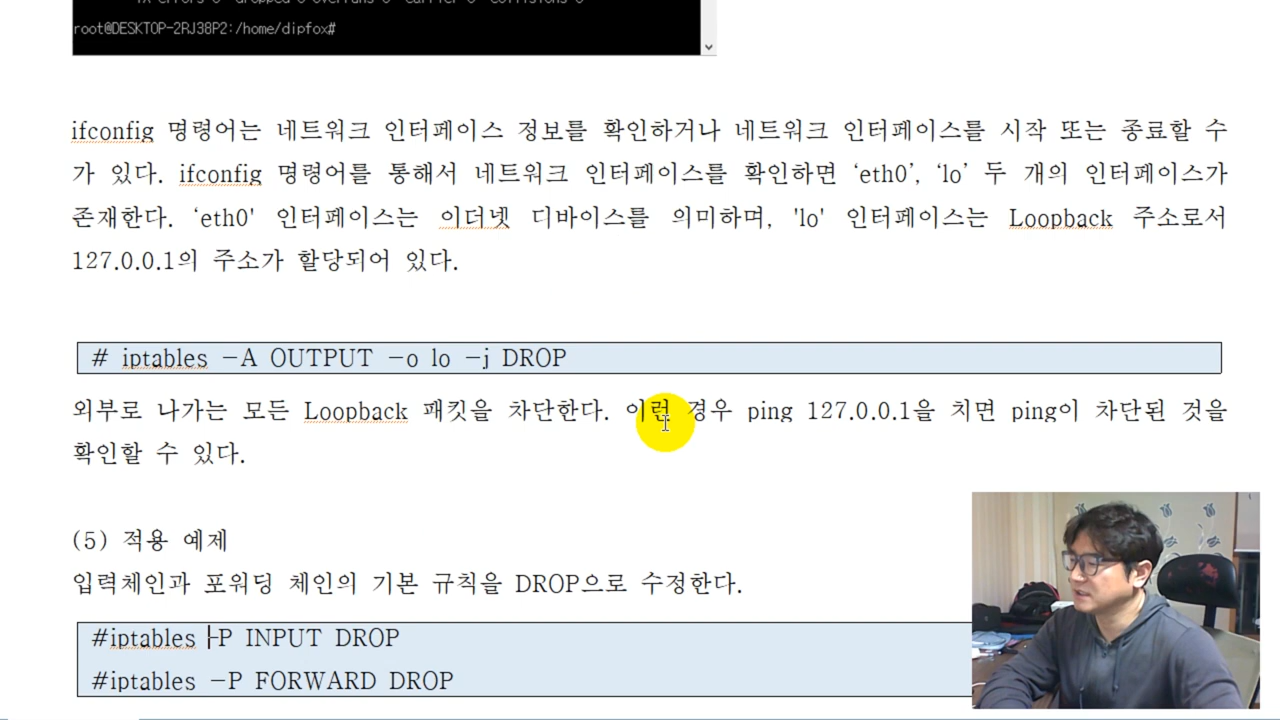 root@DESKTOP-2RJ38P2:/home/dipfox#
ifconfig 명령어는 네트워크 인터페이스 정보를 확인하거나 네트워크 인터페이스를 시작 또는 종료할 수
가 있다. ifconfig 명령어를 통해서 네트워크 인터페이스를 확인하면 ‘eth0’, ‘lo’ 두 개의 인터페이스가
존재한다. ‘eth0' 인터페이스는 이더넷 디바이스를 의미하며, 'lo' 인터페이스는 Loopback 주소로서
127.0.0.1의 주소가 할당되어 있다.
# iptables -A OUTPUT -o lo -j DROP
외부로 나가는 모든 Loopback 패킷을 차단한다. 이런 경우 ping 127.0.0.1을 치면 ping이 차단된 것을
확인할 수 있다.
(5) 적용 예제
입력체인과 포워딩 체인의 기본 규칙을 DROP으로 수정한다.
#iptables -P INPUT DROP
#iptables -P FORWARD DROP